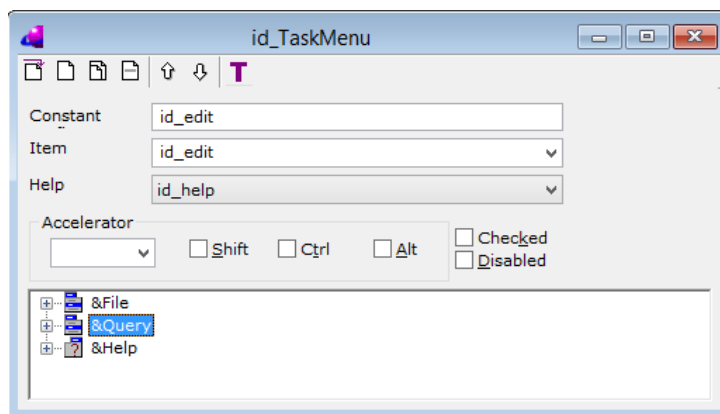 id_TaskMenu
T
Constant id_edit
Item id_edit
Help id_help
Accelerator
Shift Ctrl Alt Checked
Disabled
&File
&Query
&Help